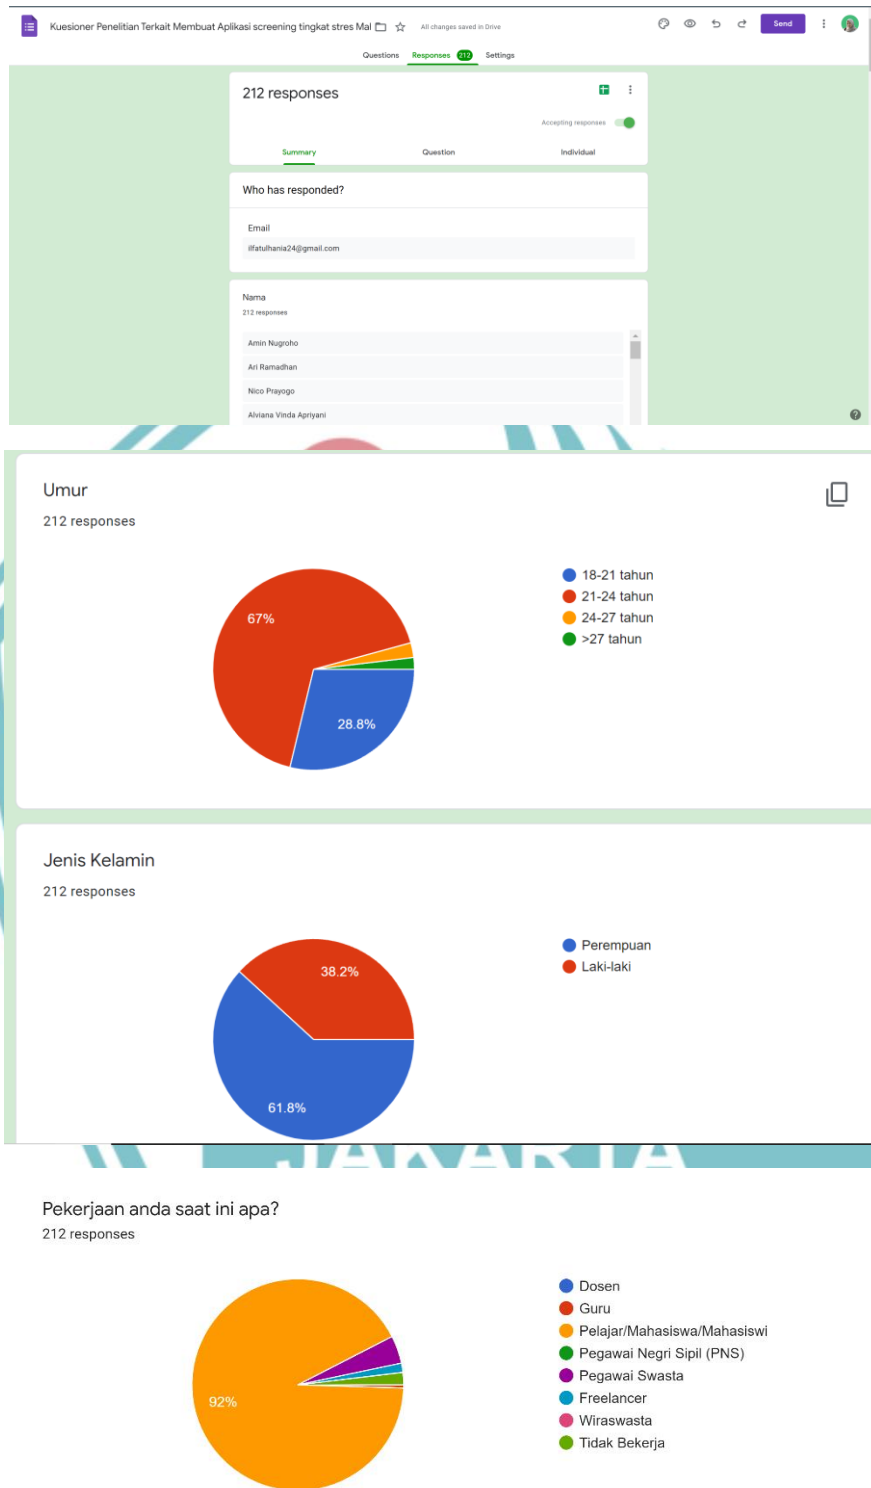 Kuesioner Penelitian Terkait Membuat Aplikasi screening tingkat stres Mal
All changes saved in Drive
Send
Questions Responses 212 Settings
212 responses
Accepting responses
Summary Question Individual
Who has responded?
Email
ilfatulhania24@gmail.com
Nama
212 responses
Amin Nugroho
Ari Ramadhan
Nico Prayogo
Alviana Vinda Apriyani
Umur
212 responses
18-21 tahun
21-24 tahun
24-27 tahun
>27 tahun
67%
28.8%
Jenis Kelamin
212 responses
Perempuan
Laki-laki
38.2%
61.8%
JAKARTA
Pekerjaan anda saat ini apa?
212 responses
Dosen
Guru
Pelajar/Mahasiswa/Mahasiswi
Pegawai Negri Sipil (PNS)
Pegawai Swasta
Freelancer
Wiraswasta
Tidak Bekerja
92%